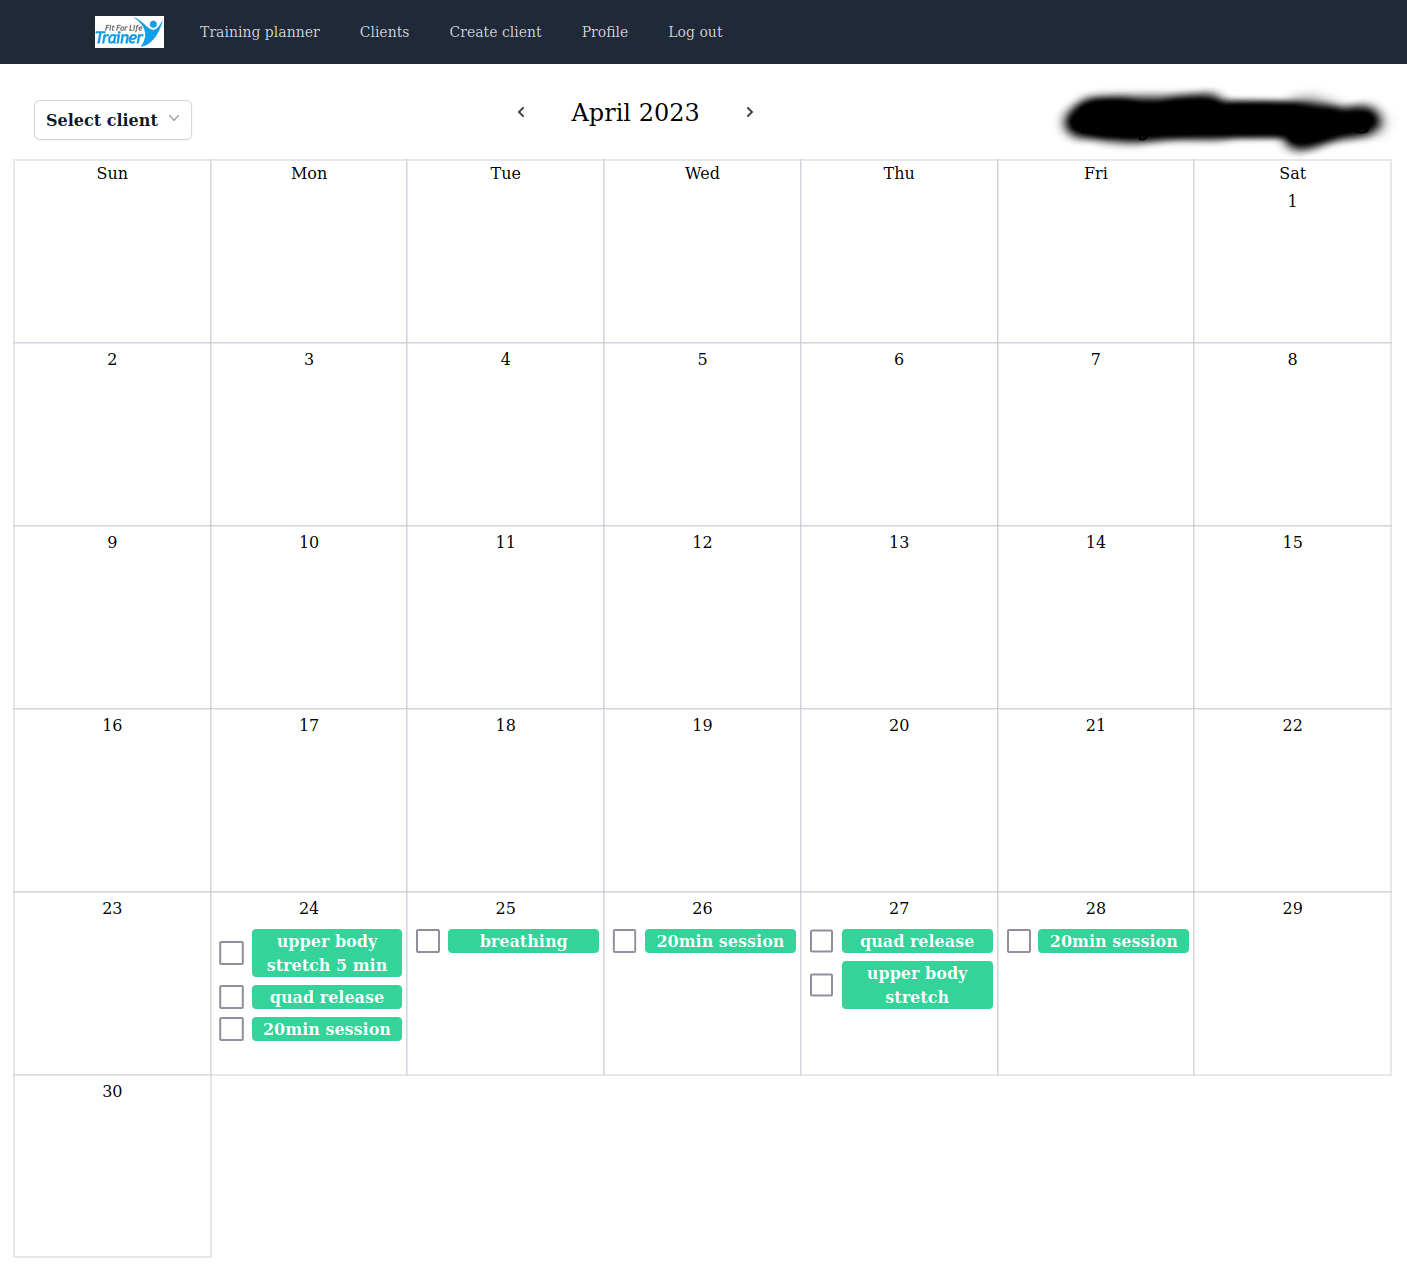 Fit For Life
Trainer
Training planner
Clients
Create client
Profile
Log out
Select client
April 2023
Sun Mon Tue Wed Thu Fri Sat
1
2 3 4 5 6 7 8
9 10 11 12 13 14 15
16 17 18 19 20 21 22
23 24 25 26 27 28 29
upper body
stretch 5 min
quad release
20min session
breathing
20min session
quad release
upper body
stretch
20min session
30